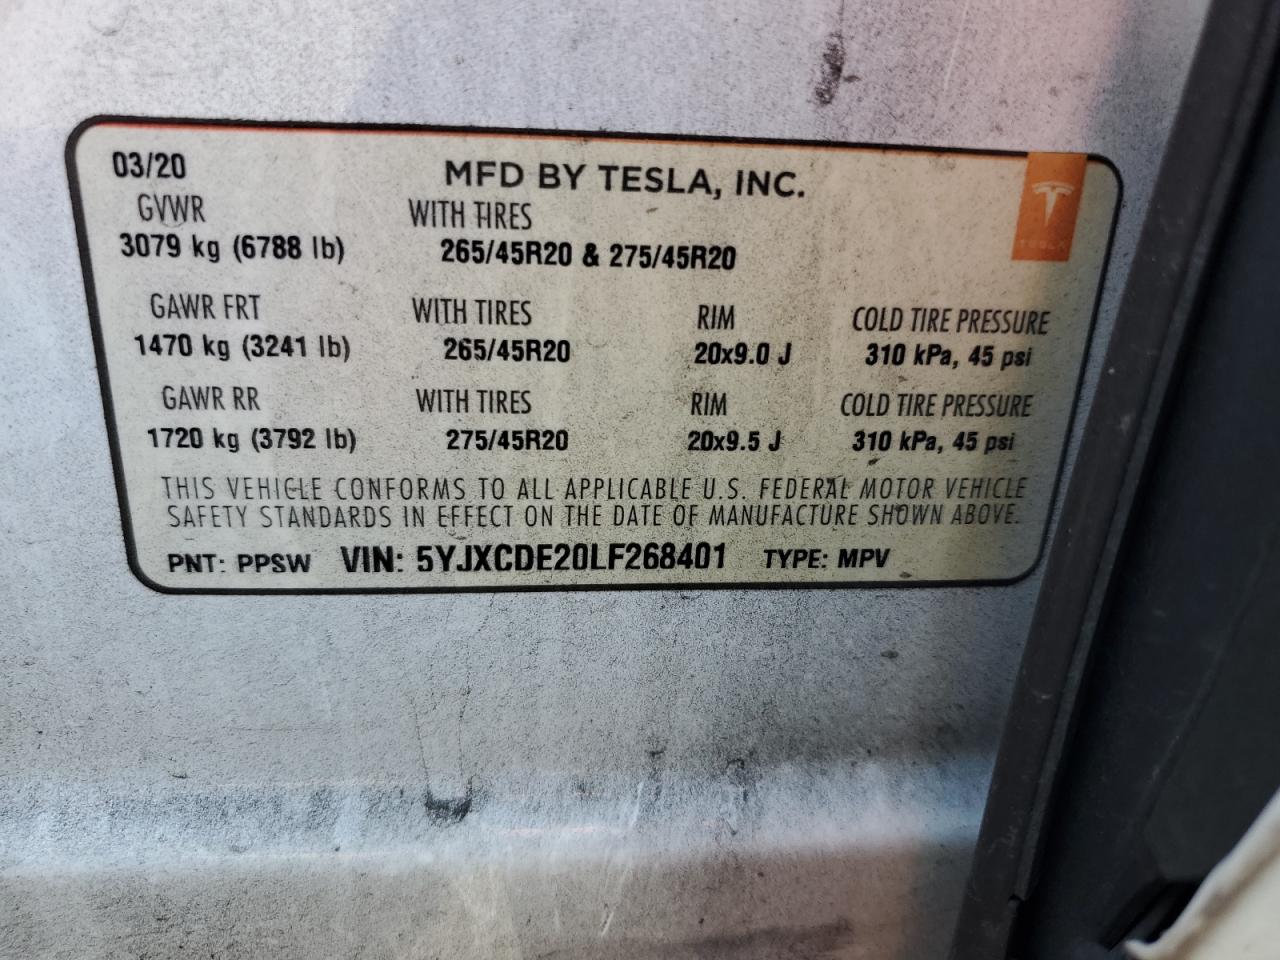 03/20 MFD BY TESLA, INC.
GVWR WITH TIRES
3079 kg (6788 lb) 265/45R20 & 275/45R20
GAWR FRT WITH TIRES RIM COLD TIRE PRESSURE
1470 kg (3241 lb) 265/45R20 20x9.0 J 310 kPa, 45 psi
GAWR RR WITH TIRES RIM COLD TIRE PRESSURE
1720 kg (3792 lb) 275/45R20 20x9.5 J 310 kPa, 45 psi
THIS VEHICLE CONFORMS TO ALL APPLICABLE U.S. FEDERAL MOTOR VEHICLE
SAFETY STANDARDS IN EFFECT ON THE DATE OF MANUFACTURE SHOWN ABOVE.
PNT: PPSW VIN: 5YJXCDE20LF268401 TYPE: MPV
TESLA